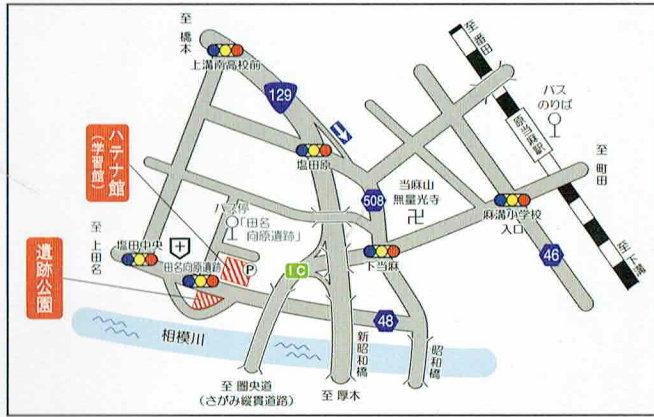 至 橋本
上溝南高校前
129
至 番田
バス
のりば
原当麻駅
至 町田
ハテナ館
(学習館)
塩田原
508
当麻山
無量光寺
卍
麻溝小学校
入口
バス停
「田名
向原遺跡」
至 上田名
塩田中央
田名向原遺跡
P
IC
下当麻
46
至 下溝
遺跡公園
相模川
48
新昭和橋
昭和橋
至 圏央道
(さがみ縦貫道路)
至 厚木